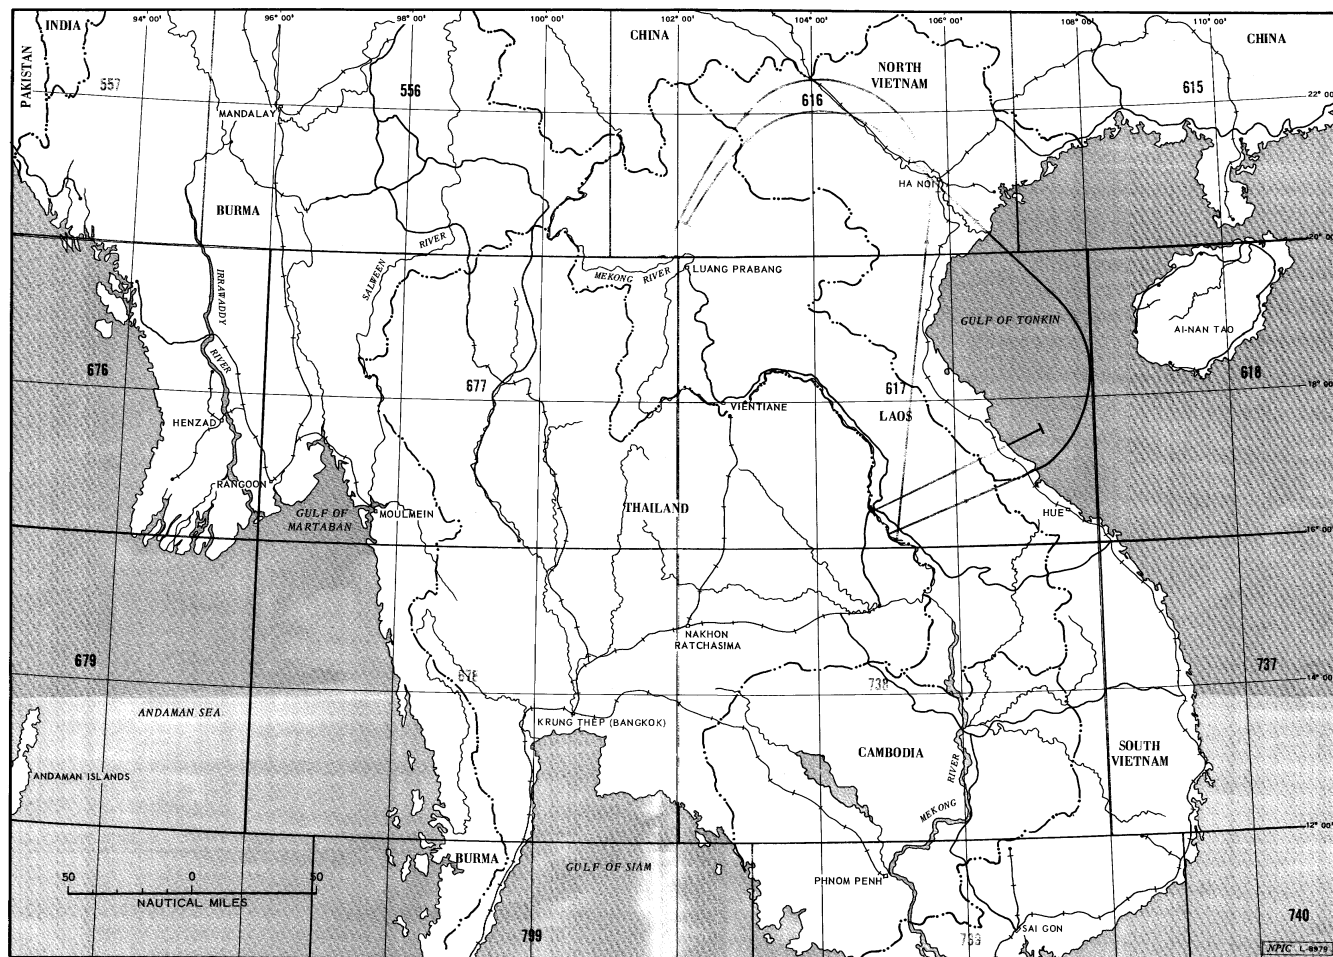 94° 00'
96° 00'
98° 00'
100° 00'
102° 00'
104° 00'
106° 00'
108° 00'
110° 00'
INDIA
CHINA
CHINA
PAKISTAN
NORTH
VIETNAM
557
556
616
615
22° 00'
MANDALAY
HA NOI
BURMA
SALWEEN
RIVER
20° 00'
IRRAWADDY
RIVER
MEKONG RIVER
LUANG PRABANG
GULF OF TONKIN
AI-NAN TAO
676
677
617
618
18° 00'
LAOS
VIENTIANE
HENZAD
RANGOON
GULF OF
MARTABAN
MOULMEIN
THAILAND
HUE
16° 00'
NAKHON
RATCHASIMA
679
678
738
737
14° 00'
ANDAMAN SEA
KRUNG THEP (BANGKOK)
CAMBODIA
SOUTH
VIETNAM
ANDAMAN ISLANDS
MEKONG
RIVER
12° 00'
BURMA
GULF OF SIAM
PHNOM PENH
50 0 50
NAUTICAL MILES
799
SAI GON
740
NPIC L-8979